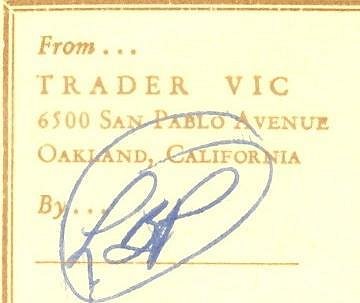 From...
TRADER VIC
6500 SAN PABLO AVENUE
OAKLAND, CALIFORNIA
By...